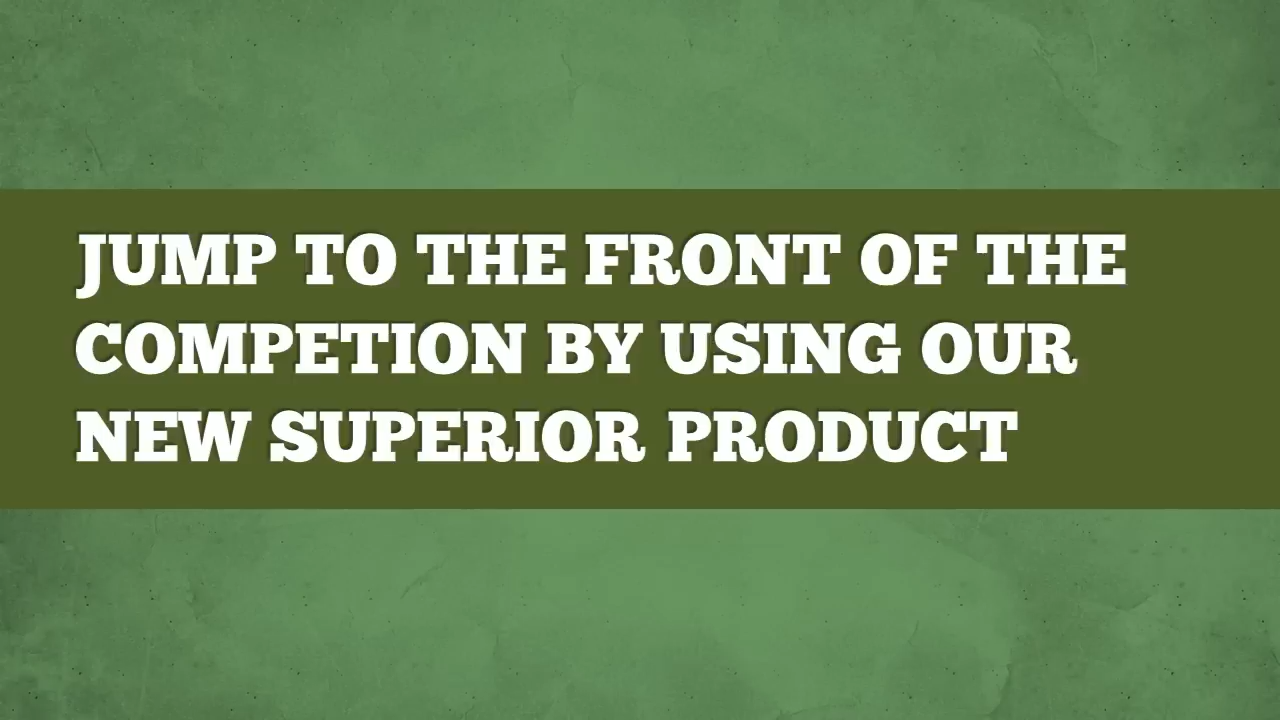 JUMP TO THE FRONT OF THE
COMPETION BY USING OUR
NEW SUPERIOR PRODUCT